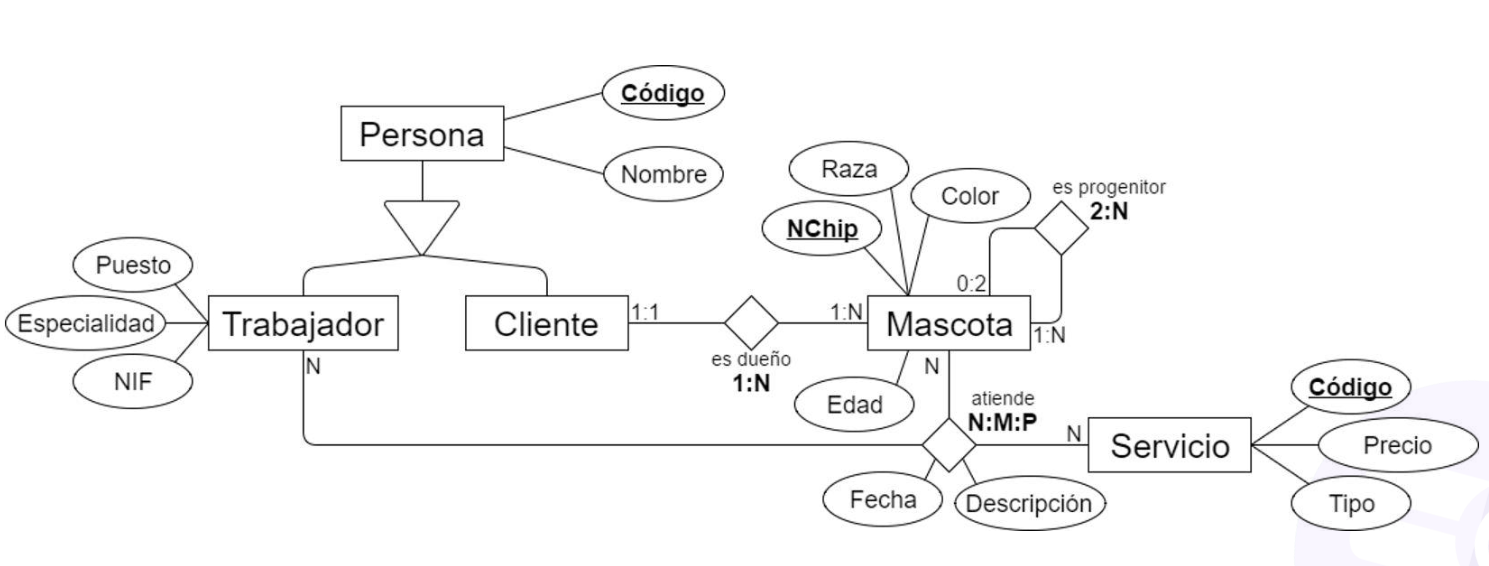 Código
Persona
Nombre
Raza
Color
es progenitor
2:N
NChip
Puesto
Especialidad
NIF
Trabajador
Cliente
1:1
es dueño
1:N
1:N
Mascota
0:2
1:N
N
N
Edad
atiende
N:M:P
N
Servicio
Código
Precio
Tipo
Fecha
Descripción